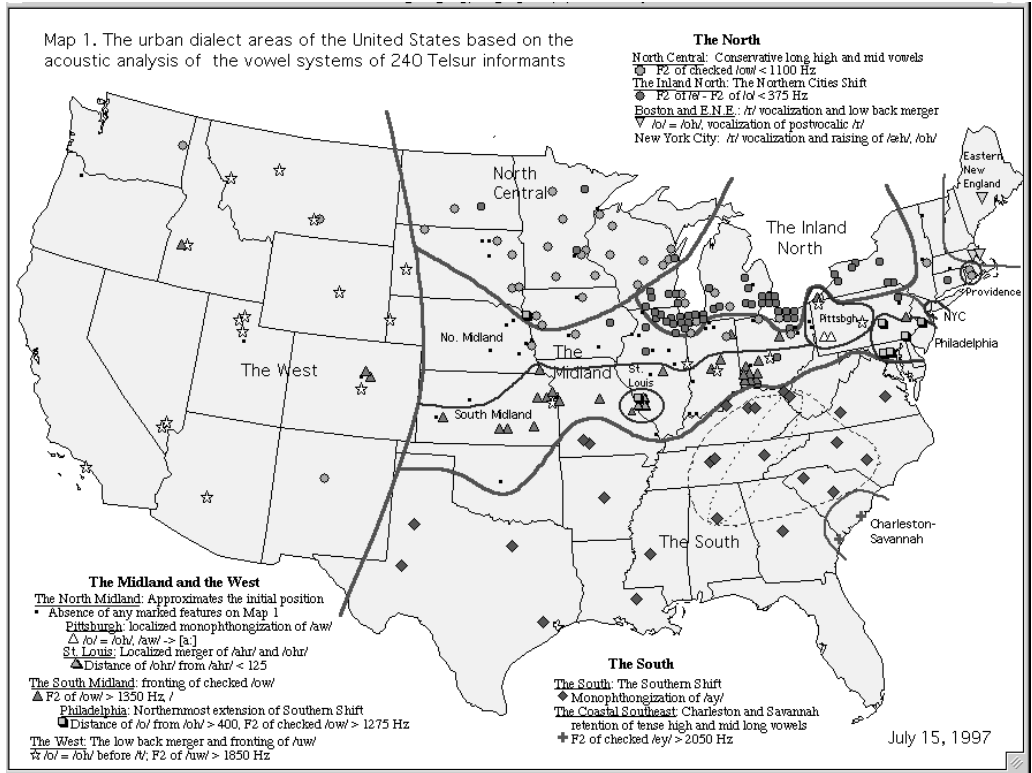 Map 1. The urban dialect areas of the United States based on the
acoustic analysis of the vowel systems of 240 Telsur informants
The North
North Central: Conservative long high and mid vowels
F2 of checked /ow/ < 1100 Hz
The Inland North: The Northern Cities Shift
F2 of /e/ - F2 of /o/ < 375 Hz
Boston and E.N.E.: /r/ vocalization and low back merger
/o/ = /oh/, vocalization of postvocalic /r/
New York City: /r/ vocalization and raising of /æh/, /oh/
Eastern
New
England
North
Central
The Inland
North
Providence
Pittsbgh
NYC
No. Midland
Philadelphia
The
Midland
St.
Louis
The West
South Midland
Charleston-
Savannah
The South
The Midland and the West
The North Midland: Approximates the initial position
Absence of any marked features on Map 1
Pittsburgh: localized monophthongization of /aw/
/o/ = /oh/, /aw/ -> [a:]
St. Louis: Localized merger of /ahr/ and /ohr/
Distance of /ohr/ from /ahr/ < 125
The South Midland: fronting of checked /ow/
F2 of /ow/ > 1350 Hz, /
Philadelphia: Northernmost extension of Southern Shift
Distance of /o/ from /oh/ > 400, F2 of checked /ow/ > 1275 Hz
The West: The low back merger and fronting of /uw/
/o/ = /oh/ before /t/; F2 of /uw/ > 1850 Hz
The South
The South: The Southern Shift
Monophthongization of /ay/
The Coastal Southeast: Charleston and Savannah
retention of tense high and mid long vowels
F2 of checked /ey/ > 2050 Hz
July 15, 1997